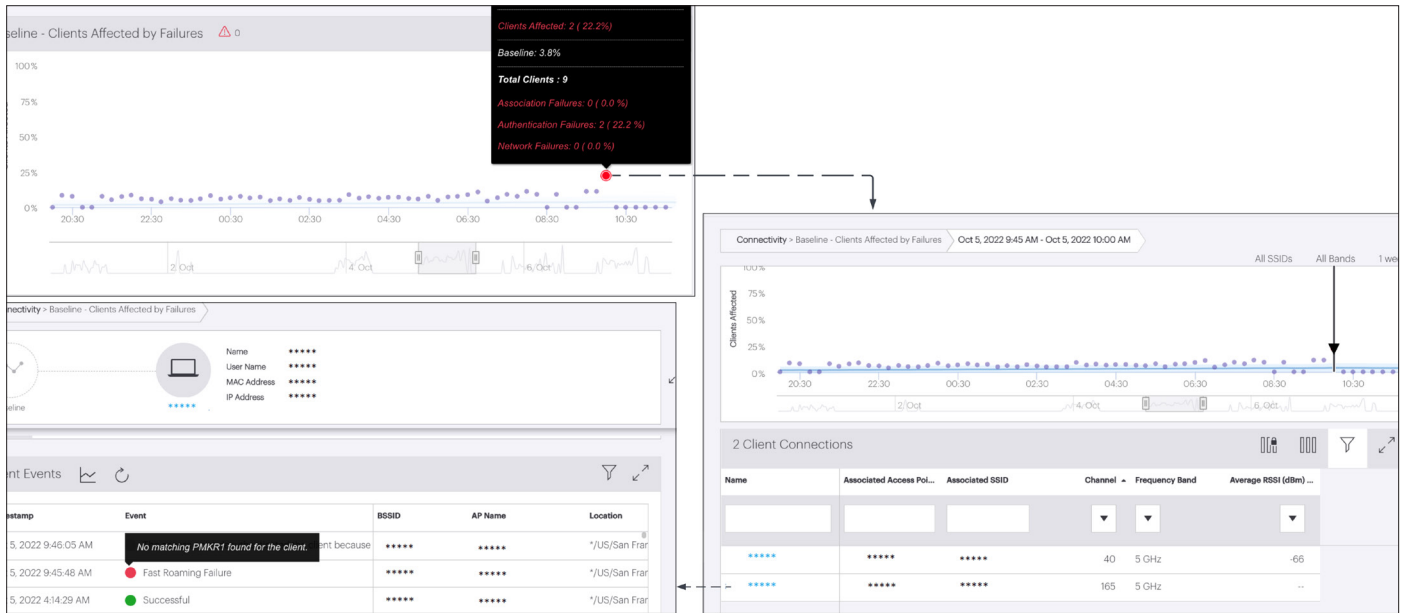 seline - Clients Affected by Failures 0
Clients Affected: 2 ( 22.2%)
Baseline: 3.8%
Total Clients : 9
Association Failures: 0 ( 0.0 %)
Authentication Failures: 2 ( 22.2 %)
Network Failures: 0 ( 0.0 %)
100%
75%
50%
25%
0%
20:30 22:30 00:30 02:30 04:30 06:30 08:30 10:30
2. Oct 4. Oct 6. Oct
Connectivity > Baseline - Clients Affected by Failures Oct 5, 2022 9:45 AM - Oct 5, 2022 10:00 AM
All SSIDs All Bands 1 wee
Clients Affected
100%
75%
50%
25%
0%
20:30 22:30 00:30 02:30 04:30 06:30 08:30 10:30
2. Oct 4. Oct 6. Oct
2 Client Connections
Name Associated Access Poi... Associated SSID Channel Frequency Band Average RSSI (dBm) ...
***** ***** ***** 40 5 GHz -66
***** ***** ***** 165 5 GHz --
nectivity > Baseline - Clients Affected by Failures
Name *****
User Name *****
MAC Address *****
IP Address *****
seline *****
nt Events
estamp Event BSSID AP Name Location
5, 2022 9:46:05 AM No matching PMKR1 found for the client. ent because ***** ***** */US/San Fran
5, 2022 9:45:48 AM Fast Roaming Failure ***** ***** */US/San Fran
5, 2022 4:14:29 AM Successful ***** ***** */US/San Fran